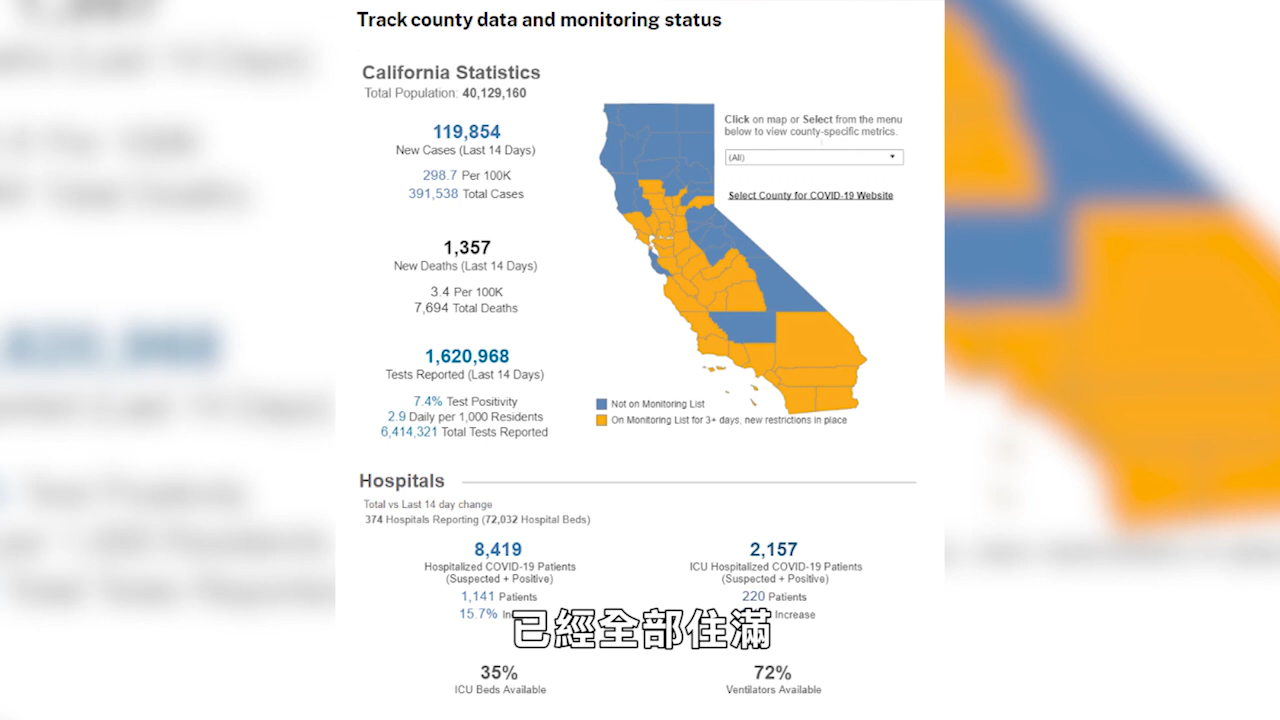 Track county data and monitoring status
California Statistics
Total Population: 40,129,160
119,854
New Cases (Last 14 Days)
298.7 Per 100K
391,538 Total Cases
1,357
New Deaths (Last 14 Days)
3.4 Per 100K
7,694 Total Deaths
1,620,968
Tests Reported (Last 14 Days)
7.4% Test Positivity
2.9 Daily per 1,000 Residents
6,414,321 Total Tests Reported
Click on map or Select from the menu
below to view county-specific metrics.
(All)
Select County for COVID-19 Website
Not on Monitoring List
On Monitoring List for 3+ days, new restrictions in place
Hospitals
Total vs Last 14 day change
374 Hospitals Reporting (72,032 Hospital Beds)
8,419
Hospitalized COVID-19 Patients
(Suspected + Positive)
1,141 Patients
15.7%
2,157
ICU Hospitalized COVID-19 Patients
(Suspected + Positive)
220 Patients
Increase
已經全部住滿
35%
ICU Beds Available
72%
Ventilators Available